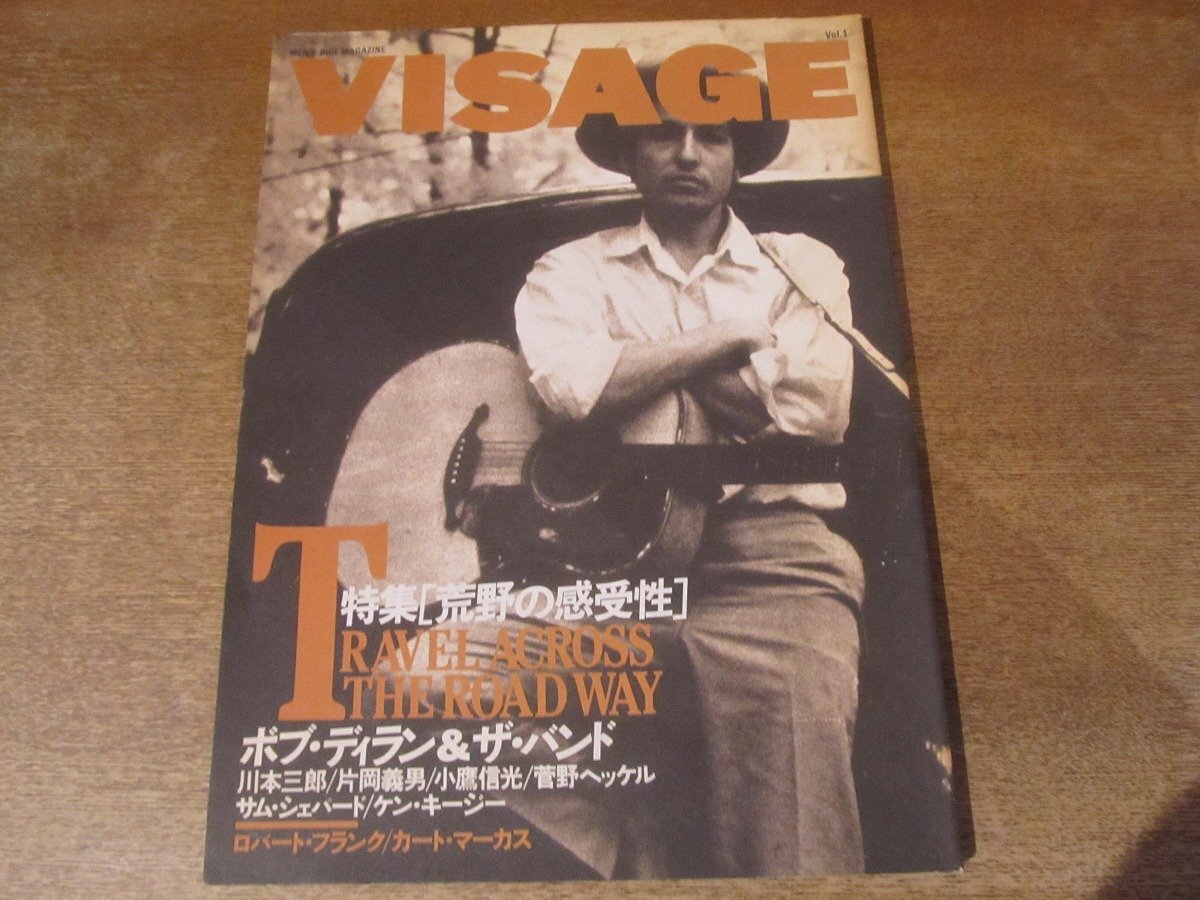 MEN'S BIGI MAGAZINE
Vol.1
VISAGE
特集[荒野の感受性]
TRAVEL ACROSS
THE ROAD WAY
ボブ・ディラン&ザ・バンド
川本三郎/片岡義男/小鷹信光/菅野ヘッケル
サム・シェパード/ケン・キージー
ロバート・フランク/カート・マーカス